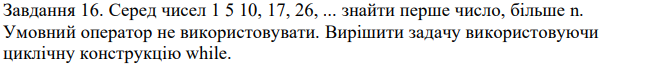 Завдання 16. Серед чисел 1 5 10, 17, 26, ... знайти перше число, більше n.
Умовний оператор не використовувати. Вирішити задачу використовуючи
циклічну конструкцію while.